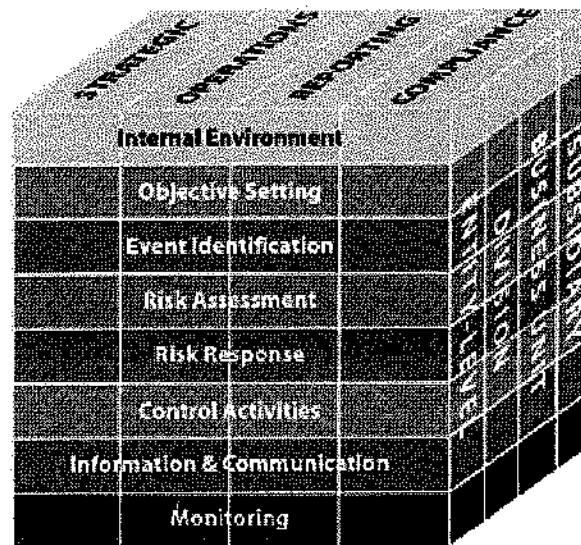 STRATEGIC
OPERATIONS
REPORTING
COMPLIANCE
Internal Environment
Objective Setting
Event Identification
Risk Assessment
Risk Response
Control Activities
Information & Communication
Monitoring
ENTITY-LEVEL
DIVISION
BUSINESS UNIT
SUBSIDIARY